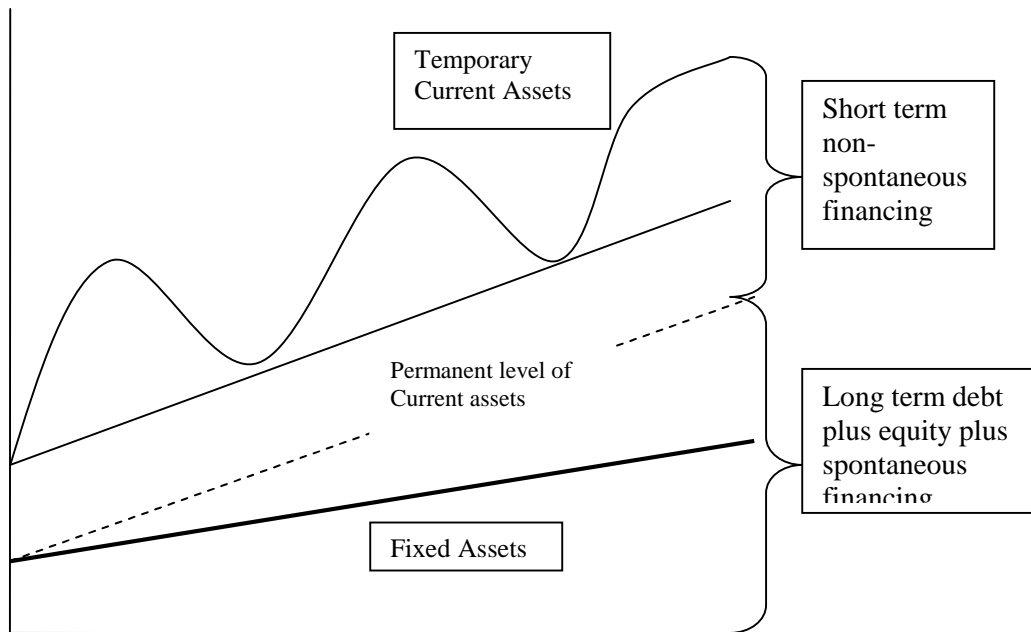 Temporary
Current Assets
Short term
non-
spontaneous
financing
Permanent level of
Current assets
Long term debt
plus equity plus
spontaneous
financing
Fixed Assets